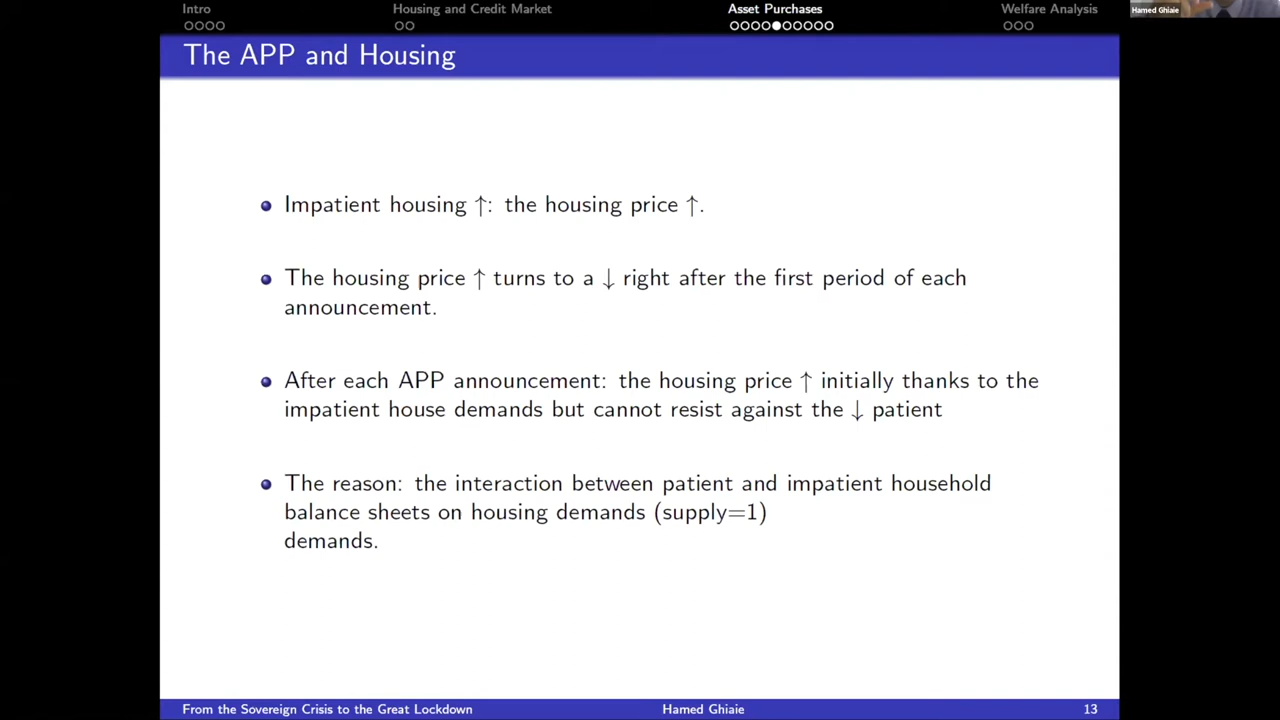 Intro
Housing and Credit Market
Asset Purchases
Welfare Analysis
Hamed Ghiaie
The APP and Housing
Impatient housing ↑: the housing price ↑.
The housing price ↑ turns to a ↓ right after the first period of each
announcement.
After each APP announcement: the housing price ↑ initially thanks to the
impatient house demands but cannot resist against the ↓ patient
The reason: the interaction between patient and impatient household
balance sheets on housing demands (supply=1)
demands.
From the Sovereign Crisis to the Great Lockdown
Hamed Ghiaie
13